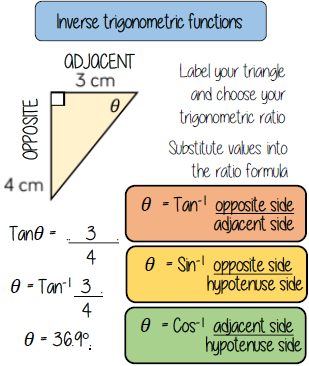 Inverse trigonometric functions
ADJACENT
3 cm
θ
OPPOSITE
4 cm
Label your triangle
and choose your
trigonometric ratio
Substitute values into
the ratio formula
Tanθ = 3
4
θ = Tan⁻¹ 3
4
θ = 36.9°.
θ = Tan⁻¹ opposite side
adjacent side
θ = Sin⁻¹ opposite side
hypotenuse side
θ = Cos⁻¹ adjacent side
hypotenuse side